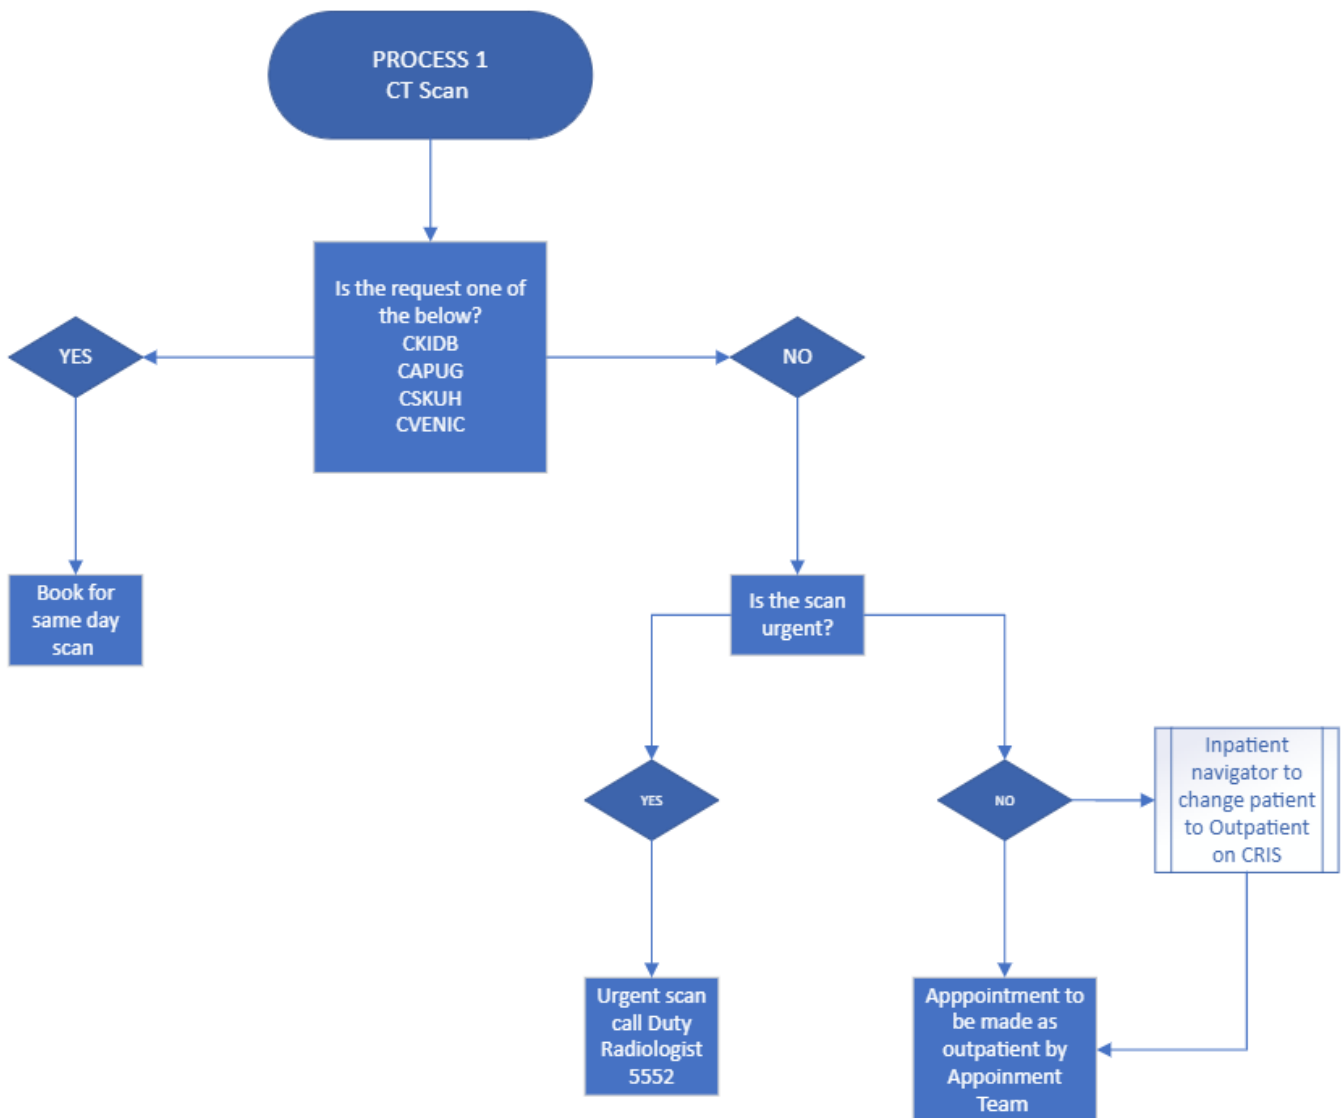 PROCESS 1
CT Scan
Is the request one of
the below?
CKIDB
CAPUG
CSKUH
CVENIC
YES
NO
Book for
same day
scan
Is the scan
urgent?
YES
NO
Inpatient
navigator to
change patient
to Outpatient
on CRIS
Urgent scan
call Duty
Radiologist
5552
Apppointment to
be made as
outpatient by
Appoinment
Team